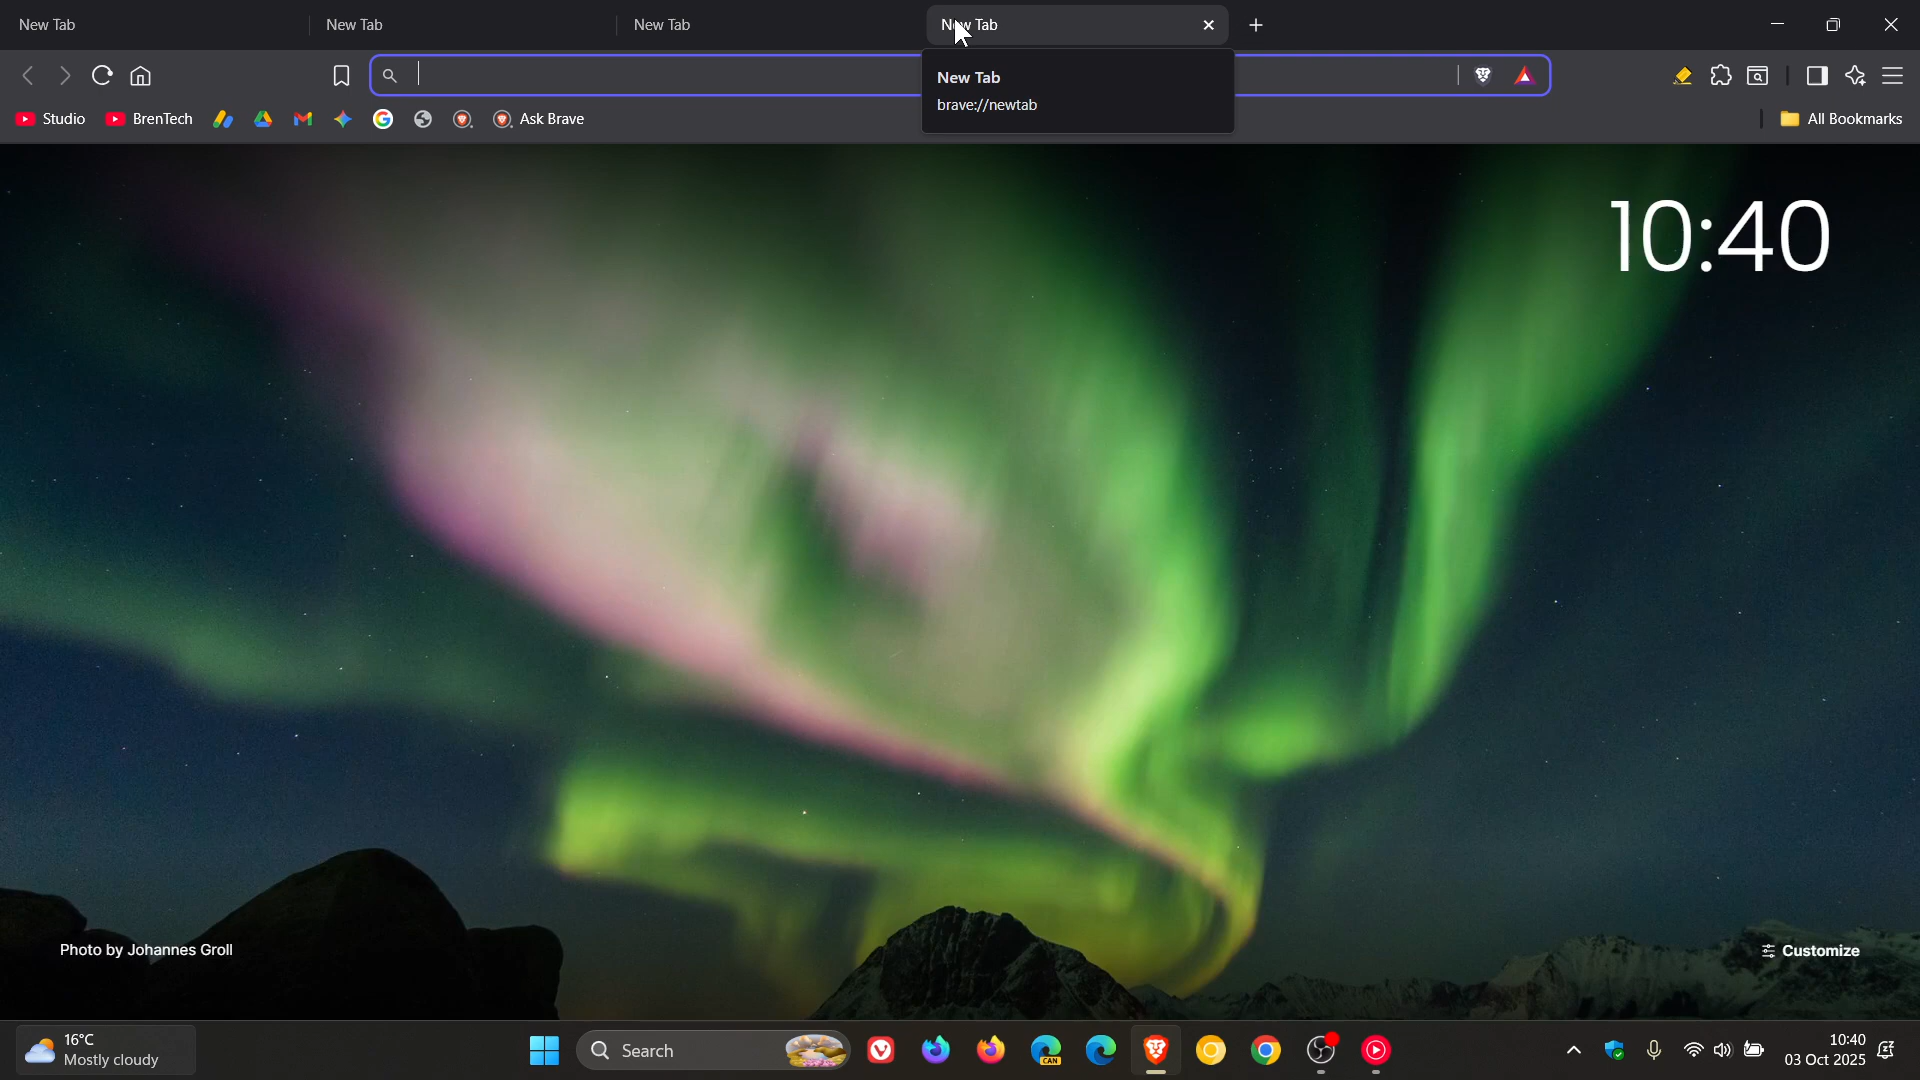 New Tab
New Tab
New Tab
New Tab
New Tab
brave://newtab
Studio
BrenTech
Ask Brave
All Bookmarks
10:40
Photo by Johannes Groll
Customize
16°C
Mostly cloudy
Search
CAN
10:40
03 Oct 2025